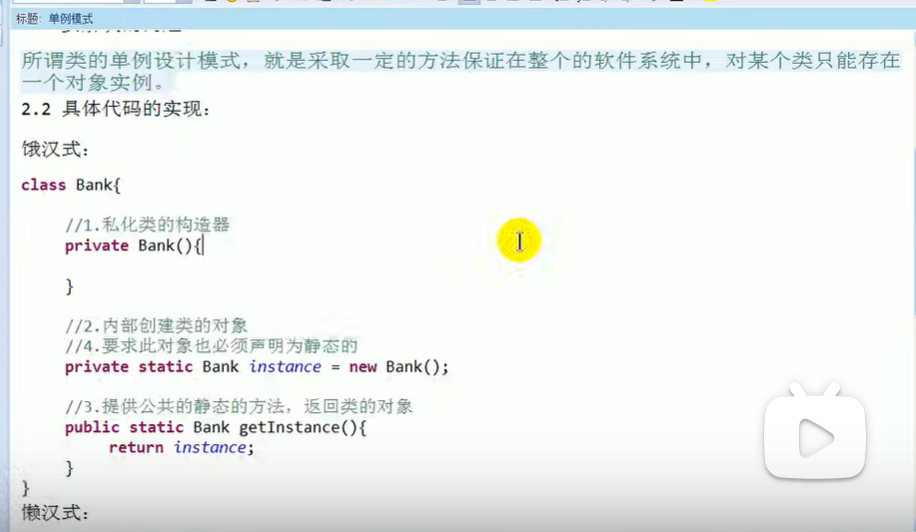 标题: 单例模式
所谓类的单例设计模式，就是采取一定的方法保证在整个的软件系统中，对某个类只能存在
一个对象实例。
2.2 具体代码的实现：
饿汉式：
class Bank{
//1.私化类的构造器
private Bank(){
}
//2.内部创建类的对象
//4.要求此对象也必须声明为静态的
private static Bank instance = new Bank();
//3.提供公共的静态的方法，返回类的对象
public static Bank getInstance(){
return instance;
}
}
懒汉式：